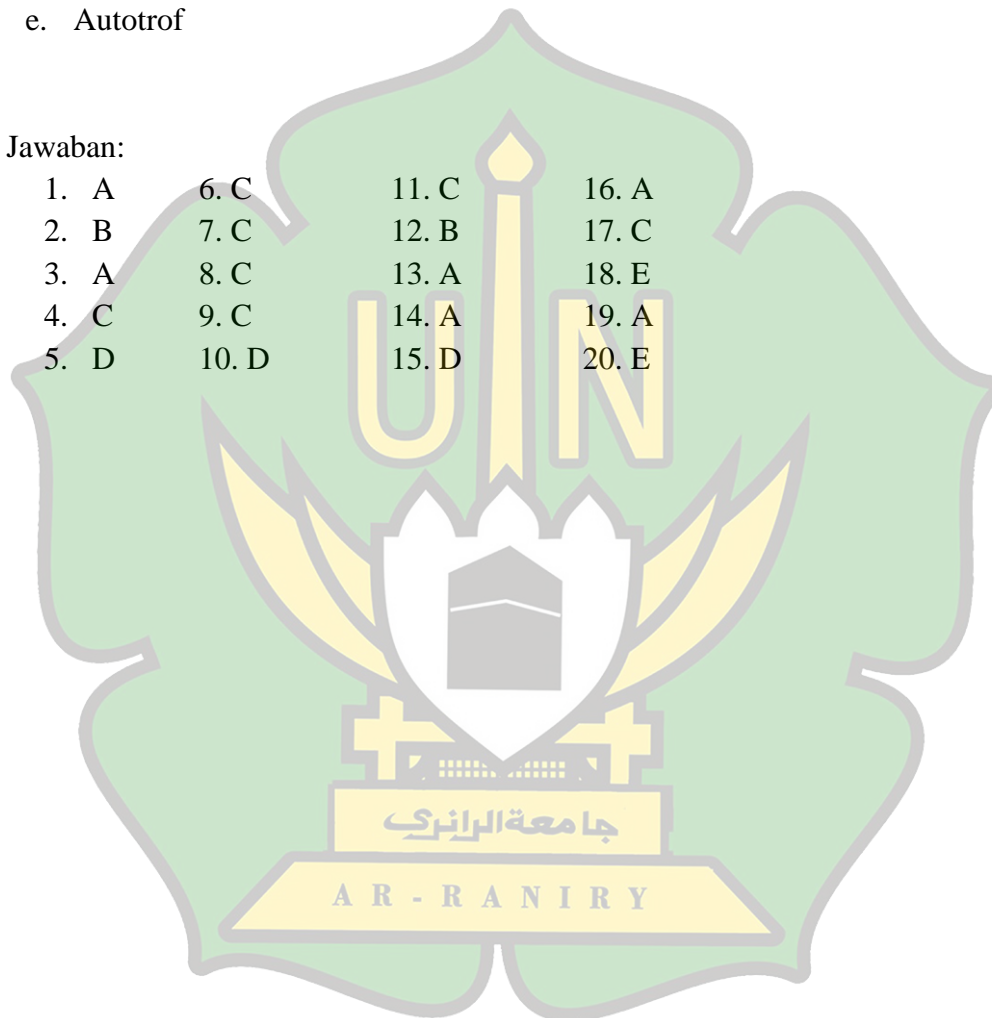 e. Autotrof
Jawaban:
1. A 6. C 11. C 16. A
2. B 7. C 12. B 17. C
3. A 8. C 13. A 18. E
4. C 9. C 14. A 19. A
5. D 10. D 15. D 20. E
UIN
جامعة الرانري
AR-RANIRY